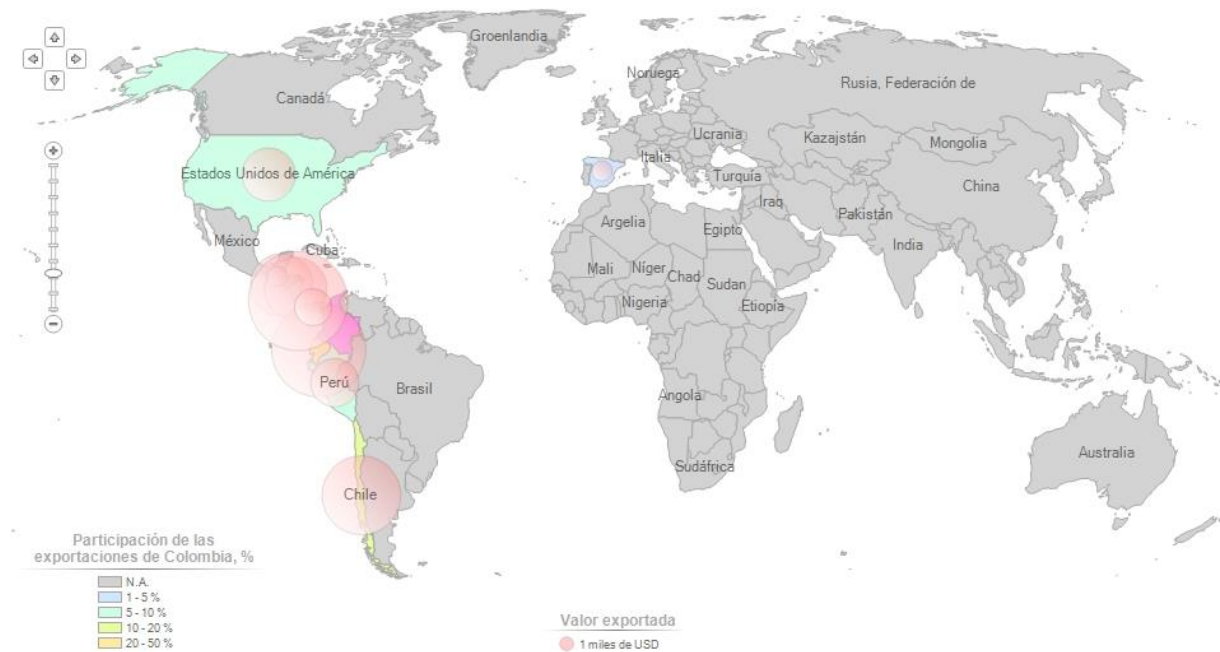 Groenlandia
Noruega
Rusia, Federación de
Canadá
Ucrania
Kazajstán
Mongolia
Italia
Estados Unidos de América
Turquía
China
Iraq
Pakistán
Argelia
Egipto
India
México
Cuba
Mali
Níger
Chad
Sudan
Nigeria
Etiopía
Perú
Brasil
Angola
Australia
Sudáfrica
Chile
Participación de las
exportaciones de Colombia, %
N.A.
1 - 5 %
5 - 10 %
10 - 20 %
20 - 50 %
Valor exportada
1 miles de USD